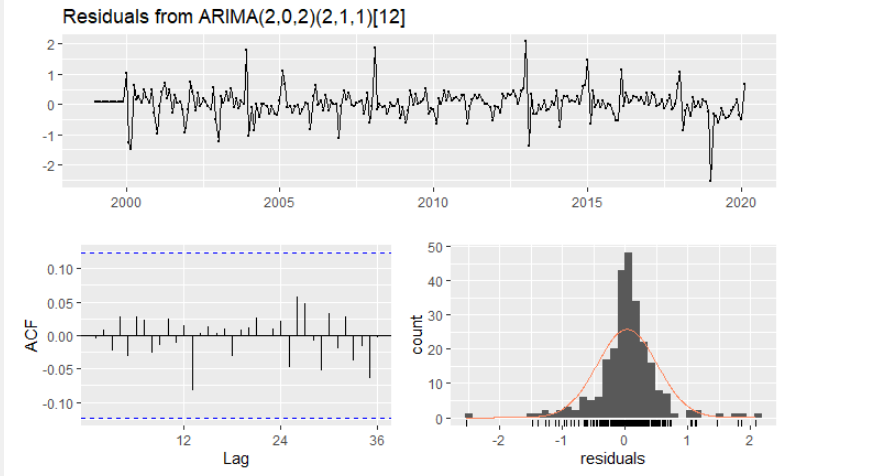 Residuals from ARIMA(2,0,2)(2,1,1)[12]
2
1
0
-1
-2
2000 2005 2010 2015 2020
ACF
0.10
0.05
0.00
-0.05
-0.10
12 24 36
Lag
count
50
40
30
20
10
0
-2 -1 0 1 2
residuals